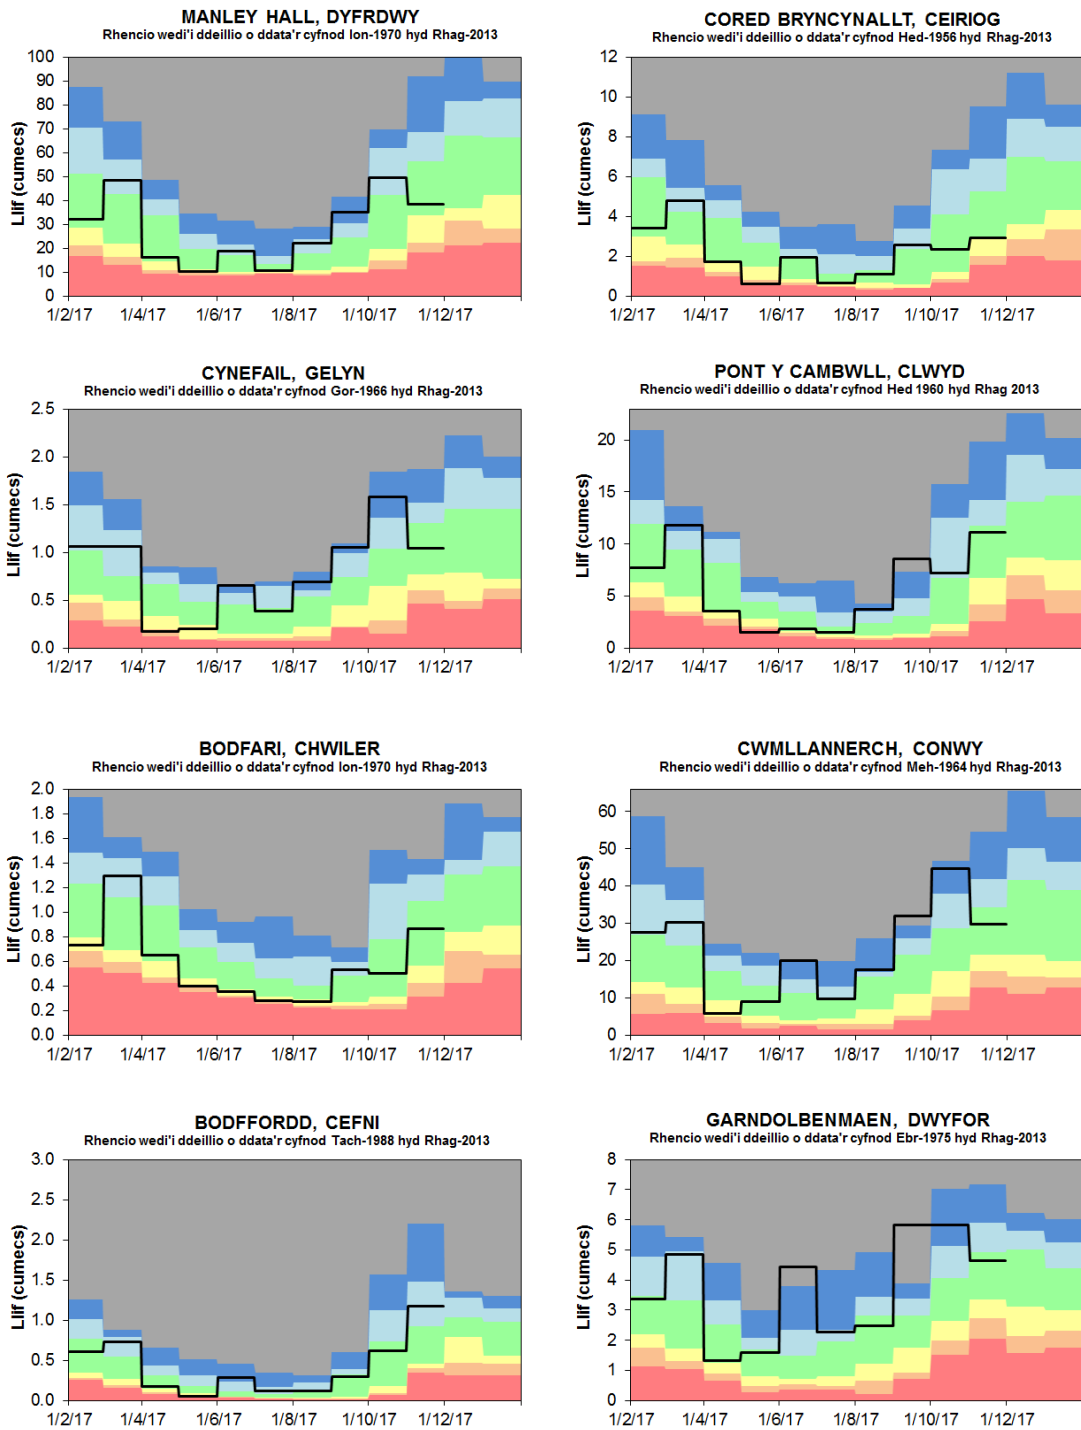 MANLEY HALL, DYFRDWY
Rhencio wedi'i ddeillio o ddata'r cyfnod Ion-1970 hyd Rhag-2013
Llif (cumecs)
100
90
80
70
60
50
40
30
20
10
0
1/2/17 1/4/17 1/6/17 1/8/17 1/10/17 1/12/17
CORED BRYNCYNALLT, CEIRIOG
Rhencio wedi'i ddeillio o ddata'r cyfnod Hed-1956 hyd Rhag-2013
Llif (cumecs)
12
10
8
6
4
2
0
1/2/17 1/4/17 1/6/17 1/8/17 1/10/17 1/12/17
CYNEFAIL, GELYN
Rhencio wedi'i ddeillio o ddata'r cyfnod Gor-1966 hyd Rhag-2013
Llif (cumecs)
2.5
2.0
1.5
1.0
0.5
0.0
1/2/17 1/4/17 1/6/17 1/8/17 1/10/17 1/12/17
PONT Y CAMBWLL, CLWYD
Rhencio wedi'i ddeillio o ddata'r cyfnod Hed 1960 hyd Rhag 2013
Llif (cumecs)
20
15
10
5
0
1/2/17 1/4/17 1/6/17 1/8/17 1/10/17 1/12/17
BODFARI, CHWILER
Rhencio wedi'i ddeillio o ddata'r cyfnod Ion-1970 hyd Rhag-2013
Llif (cumecs)
2.0
1.8
1.6
1.4
1.2
1.0
0.8
0.6
0.4
0.2
0.0
1/2/17 1/4/17 1/6/17 1/8/17 1/10/17 1/12/17
CWMLLANNERCH, CONWY
Rhencio wedi'i ddeillio o ddata'r cyfnod Meh-1964 hyd Rhag-2013
Llif (cumecs)
60
50
40
30
20
10
0
1/2/17 1/4/17 1/6/17 1/8/17 1/10/17 1/12/17
BODFFORDD, CEFNI
Rhencio wedi'i ddeillio o ddata'r cyfnod Tach-1988 hyd Rhag-2013
Llif (cumecs)
3.0
2.5
2.0
1.5
1.0
0.5
0.0
1/2/17 1/4/17 1/6/17 1/8/17 1/10/17 1/12/17
GARNDOLBENMAEN, DWYFOR
Rhencio wedi'i ddeillio o ddata'r cyfnod Ebr-1975 hyd Rhag-2013
Llif (cumecs)
8
7
6
5
4
3
2
1
0
1/2/17 1/4/17 1/6/17 1/8/17 1/10/17 1/12/17